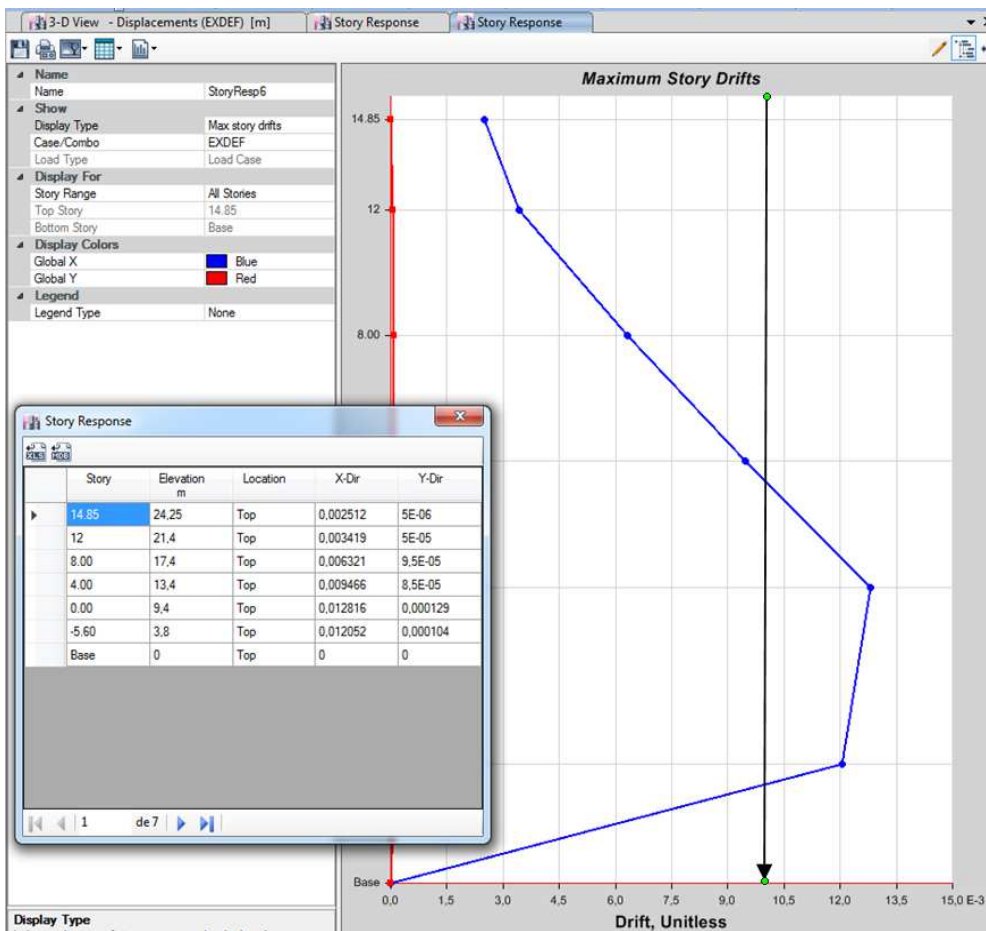 3-D View - Displacements (EXDEF) [m]
Story Response
Story Response
Name
Name StoryResp6
Show
Display Type Max story drifts
Case/Combo EXDEF
Load Type Load Case
Display For
Story Range All Stories
Top Story 14.85
Bottom Story Base
Display Colors
Global X Blue
Global Y Red
Legend
Legend Type None
Maximum Story Drifts
14.85
12
8.00
Base
0,0 1,5 3,0 4,5 6,0 7,5 9,0 10,5 12,0 13,5 15,0 E-3
Drift, Unitless
Story Response
XLS MDB
Story Elevation Location X-Dir Y-Dir
m
14.85 24,25 Top 0,002512 5E-06
12 21,4 Top 0,003419 5E-05
8.00 17,4 Top 0,006321 9,5E-05
4.00 13,4 Top 0,009466 8,5E-05
0.00 9,4 Top 0,012816 0,000129
-5.60 3,8 Top 0,012052 0,000104
Base 0 Top 0 0
1 de 7
Display Type